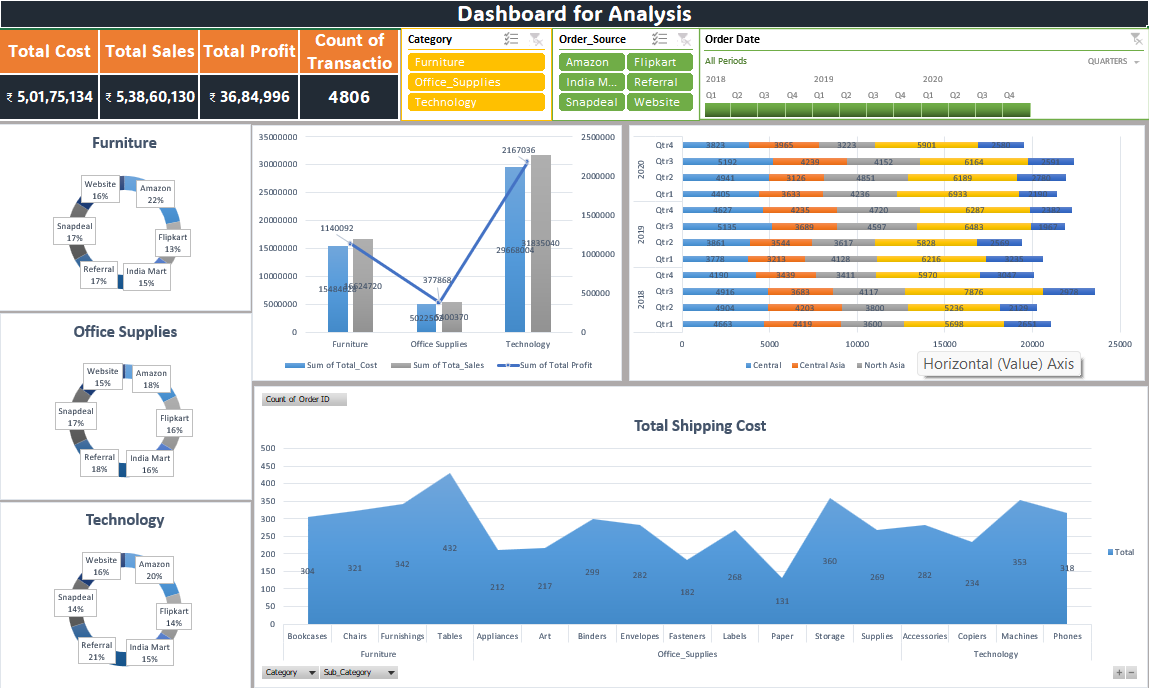 Dashboard for Analysis
Total Cost
Total Sales
Total Profit
Count of
Transactio
₹ 5,01,75,134
₹ 5,38,60,130
₹ 36,84,996
4806
Category
Furniture
Office_Supplies
Technology
Order_Source
Amazon
Flipkart
India M...
Referral
Snapdeal
Website
Order Date
All Periods
QUARTERS
2018
2019
2020
Q1 Q2 Q3 Q4 Q1 Q2 Q3 Q4 Q1 Q2 Q3 Q4
Furniture
Website
16%
Amazon
22%
Snapdeal
17%
Flipkart
13%
Referral
17%
India Mart
15%
Office Supplies
Website
15%
Amazon
18%
Snapdeal
17%
Flipkart
16%
Referral
18%
India Mart
16%
Technology
Website
16%
Amazon
20%
Snapdeal
14%
Flipkart
14%
Referral
21%
India Mart
15%
35000000
30000000
25000000
20000000
15000000
10000000
5000000
0
2500000
2000000
1500000
1000000
500000
0
1140092
377868
2167036
16624720
5400370
29668004
31835040
Furniture
Office Supplies
Technology
Sum of Total_Cost
Sum of Tota_Sales
Sum of Total Profit
2020
Qtr4 3823 3965 3223 5901
Qtr3 5192 4239 4152 6164
Qtr2 4941 3126 4851 6189
Qtr1 4405 3633 4236 6933
2019
Qtr4 4627 4235 4720 6287
Qtr3 5135 3689 4597 6483
Qtr2 3861 3544 3617 5828
Qtr1 3778 3213 4128 6216
2018
Qtr4 4190 3439 3411 5970
Qtr3 4916 3683 4117 7876
Qtr2 4904 4203 3800 5236
Qtr1 4663 4419 3600 5698
0 5000 10000 15000 20000 25000
Central
Central Asia
North Asia
Horizontal (Value) Axis
Count of Order ID
Total Shipping Cost
500
450
400
350
300
250
200
150
100
50
0
304 321 342 432 212 217 299 282 182 268 131 360 269 282 234 353 318
Total
Bookcases Chairs Furnishings Tables Appliances Art Binders Envelopes Fasteners Labels Paper Storage Supplies Accessories Copiers Machines Phones
Furniture
Office_Supplies
Technology
Category
Sub_Category
+ −